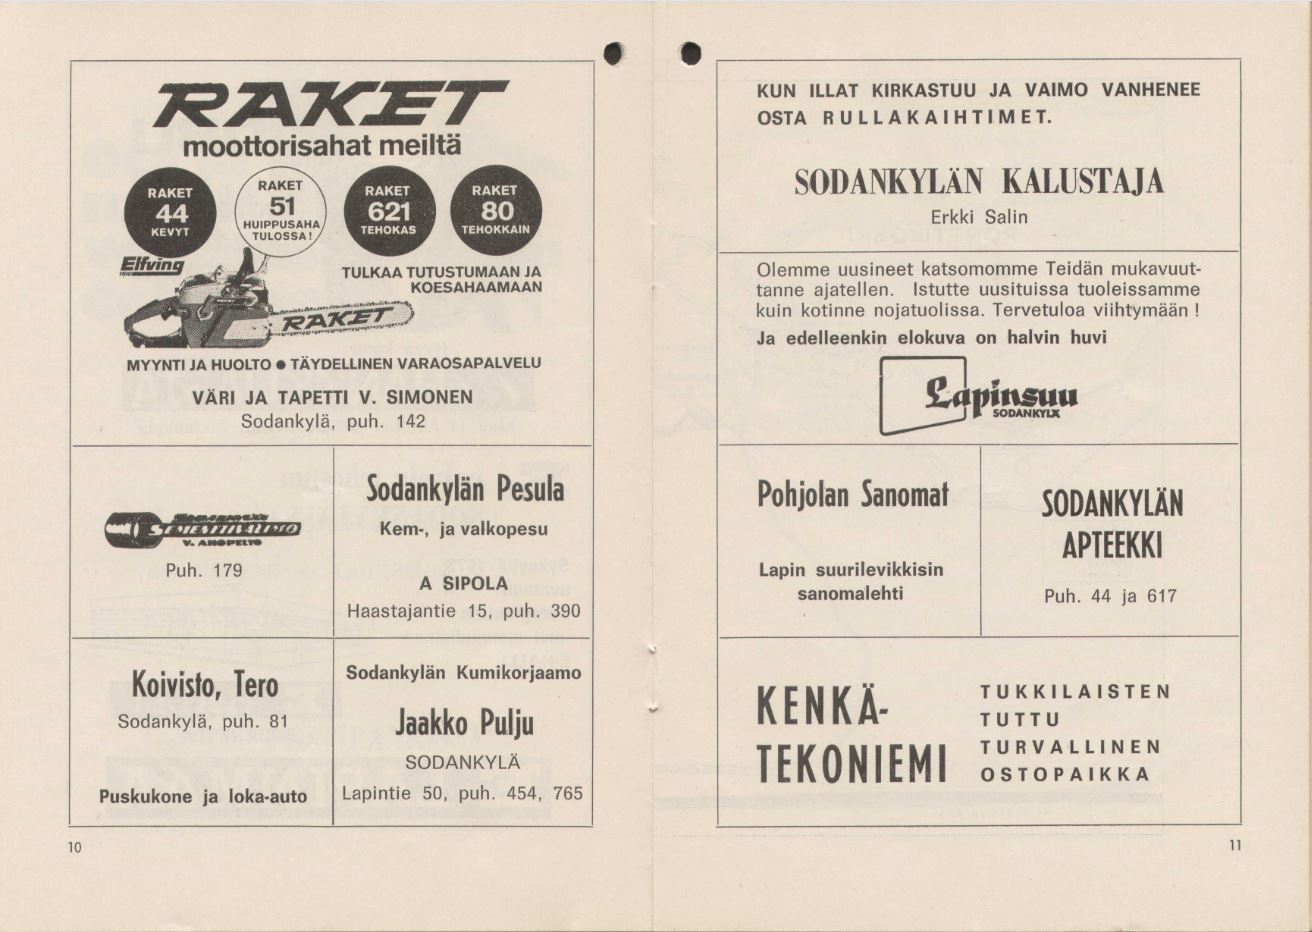 RAKET
moottorisahat meiltä
RAKET
44
KEVYT
RAKET
51
HUIPPUSAHA
TULOSSA!
RAKET
621
TEHOKAS
RAKET
80
TEHOKKAIN
Elfving
TULKAA TUTUSTUMAAN JA
KOESAHAAMAAN
RAKET
MYYNTI JA HUOLTO ● TÄYDELLINEN VARAOSAPALVELU
VÄRI JA TAPETTI V. SIMONEN
Sodankylä, puh. 142
SEMENTTIVALIMO
V. AHOPELTO
Puh. 179
Sodankylän Pesula
Kem-, ja valkopesu
A SIPOLA
Haastajantie 15, puh. 390
Koivisto, Tero
Sodankylä, puh. 81
Puskukone ja loka-auto
Sodankylän Kumikorjaamo
Jaakko Pulju
SODANKYLÄ
Lapintie 50, puh. 454, 765
10
KUN ILLAT KIRKASTUU JA VAIMO VANHENEE
OSTA RULLAKAIHTIMET.
SODANKYLÄN KALUSTAJA
Erkki Salin
Olemme uusineet katsomomme Teidän mukavuut-
tanne ajatellen. Istutte uusituissa tuoleissamme
kuin kotinne nojatuolissa. Tervetuloa viihtymään !
Ja edelleenkin elokuva on halvin huvi
Lapinsuu
SODANKYLÄ
Pohjolan Sanomat
Lapin suurilevikkisin
sanomalehti
SODANKYLÄN
APTEEKKI
Puh. 44 ja 617
KENKÄ-
TEKONIEMI
TUKKILAISTEN
TUTTU
TURVALLINEN
OSTOPAIKKA
11